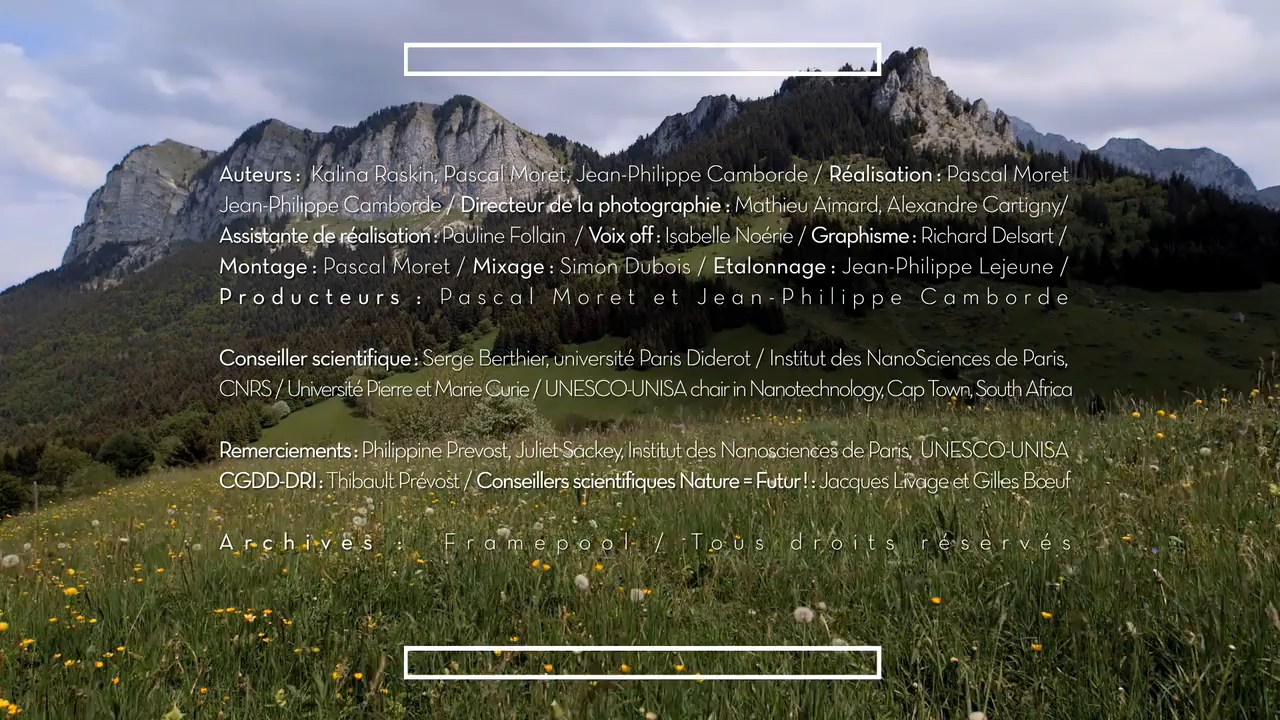 Auteurs : Kalina Raskin, Pascal Moret, Jean-Philippe Camborde / Réalisation : Pascal Moret
Jean-Philippe Camborde / Directeur de la photographie : Mathieu Aimard, Alexandre Cartigny/
Assistante de réalisation : Pauline Follain / Voix off : Isabelle Noérie / Graphisme : Richard Delsart /
Montage : Pascal Moret / Mixage : Simon Dubois / Etalonnage : Jean-Philippe Lejeune /
Producteurs : Pascal Moret et Jean-Philippe Camborde
Conseiller scientifique : Serge Berthier, université Paris Diderot / Institut des NanoSciences de Paris,
CNRS / Université Pierre et Marie Curie / UNESCO-UNISA chair in Nanotechnology, Cap Town, South Africa
Remerciements : Philippine Prevost, Juliet Sackey, Institut des Nanosciences de Paris, UNESCO-UNISA
CGDD-DRI : Thibault Prévost / Conseillers scientifiques Nature = Futur ! : Jacques Livage et Gilles Bœuf
Archives : Framepool / Tous droits réservés